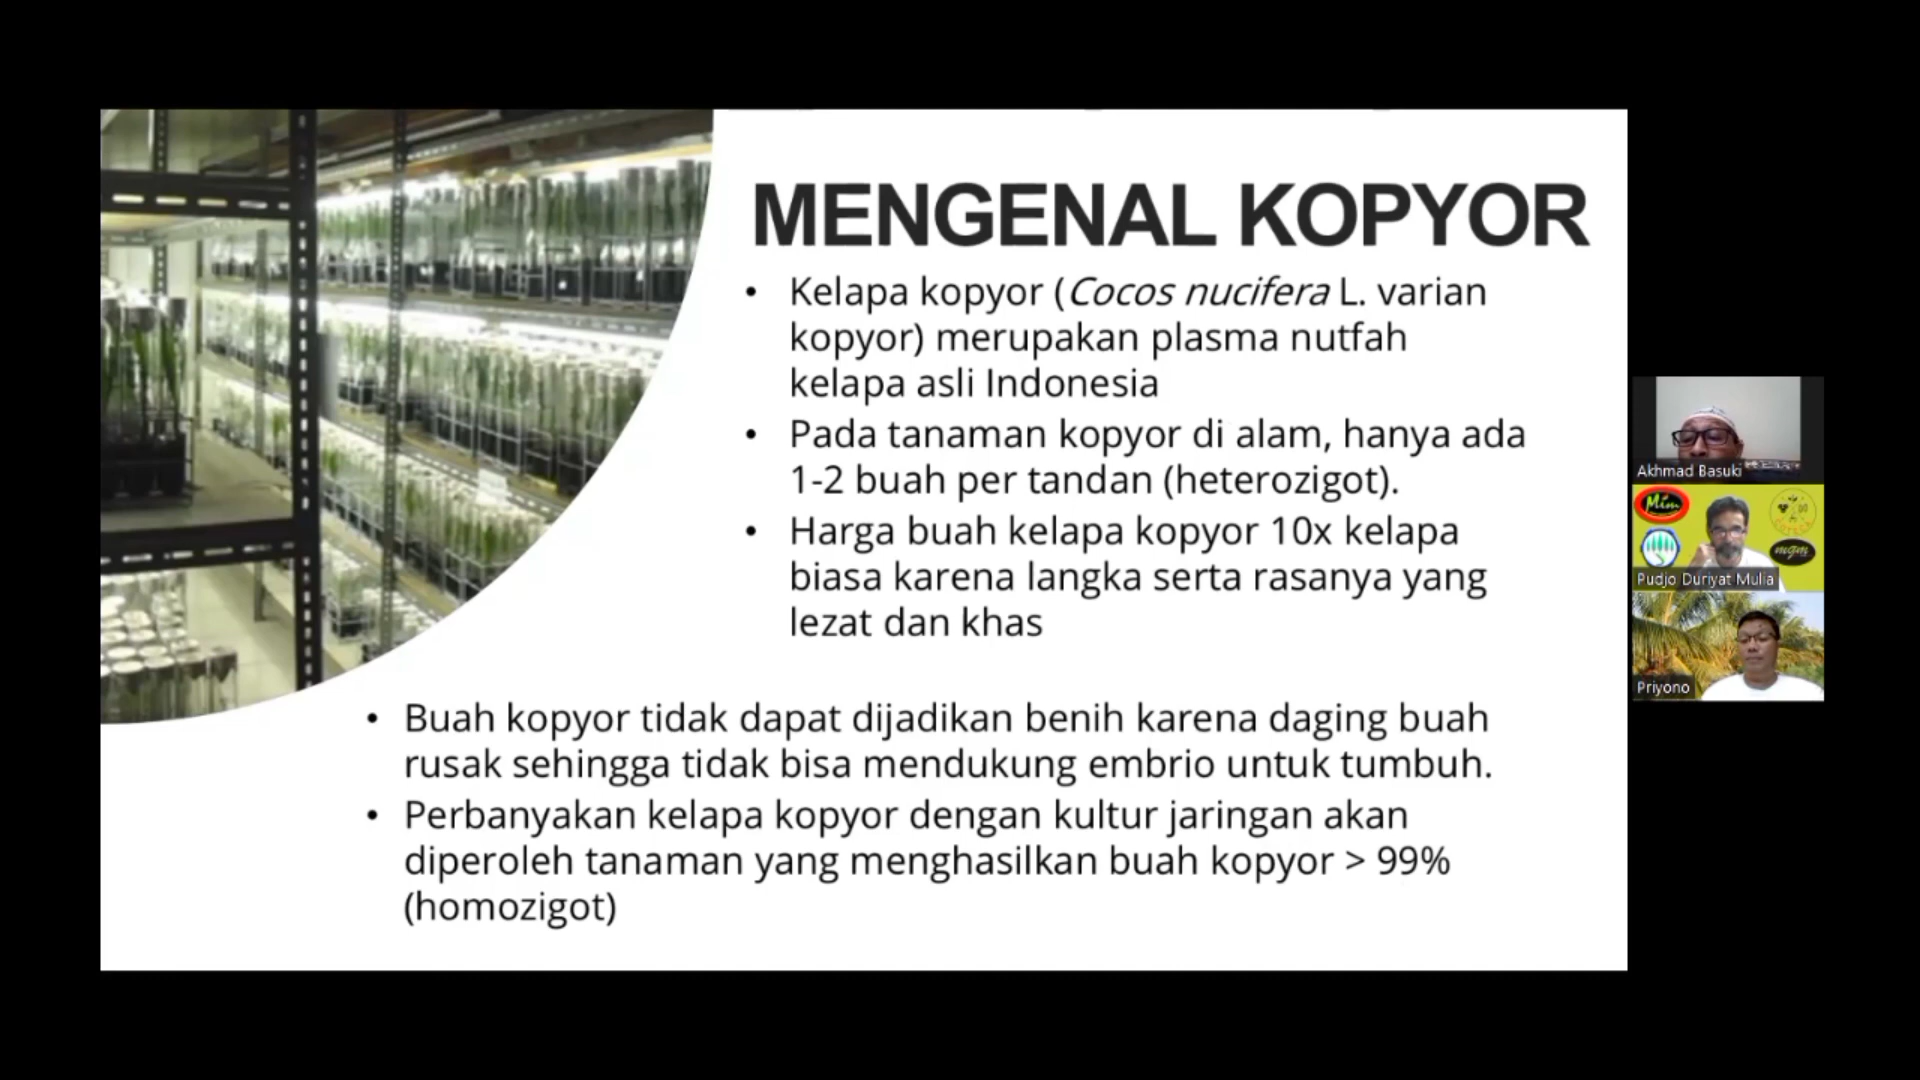 MENGENAL KOPYOR
• Kelapa kopyor (Cocos nucifera L. varian
kopyor) merupakan plasma nutfah
kelapa asli Indonesia
• Pada tanaman kopyor di alam, hanya ada
1-2 buah per tandan (heterozigot).
• Harga buah kelapa kopyor 10x kelapa
biasa karena langka serta rasanya yang
lezat dan khas
• Buah kopyor tidak dapat dijadikan benih karena daging buah
rusak sehingga tidak bisa mendukung embrio untuk tumbuh.
• Perbanyakan kelapa kopyor dengan kultur jaringan akan
diperoleh tanaman yang menghasilkan buah kopyor > 99%
(homozigot)
Akhmad Basuki
Mim
mgm
Pudjo Duriyat Mulia
Priyono